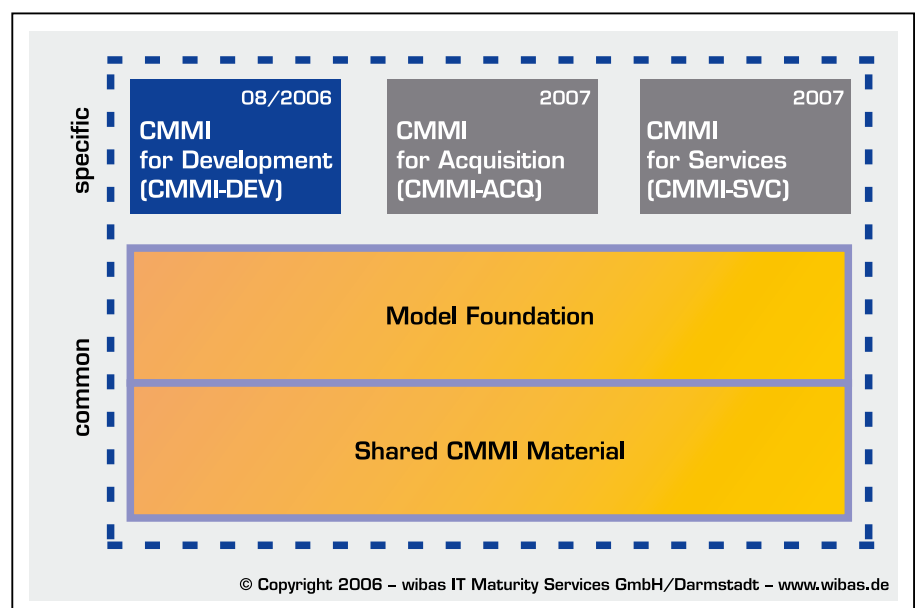 specific
08/2006
CMMI
for Development
(CMMI-DEV)
2007
CMMI
for Acquisition
(CMMI-ACQ)
2007
CMMI
for Services
(CMMI-SVC)
common
Model Foundation
Shared CMMI Material
© Copyright 2006 – wibas IT Maturity Services GmbH/Darmstadt – www.wibas.de